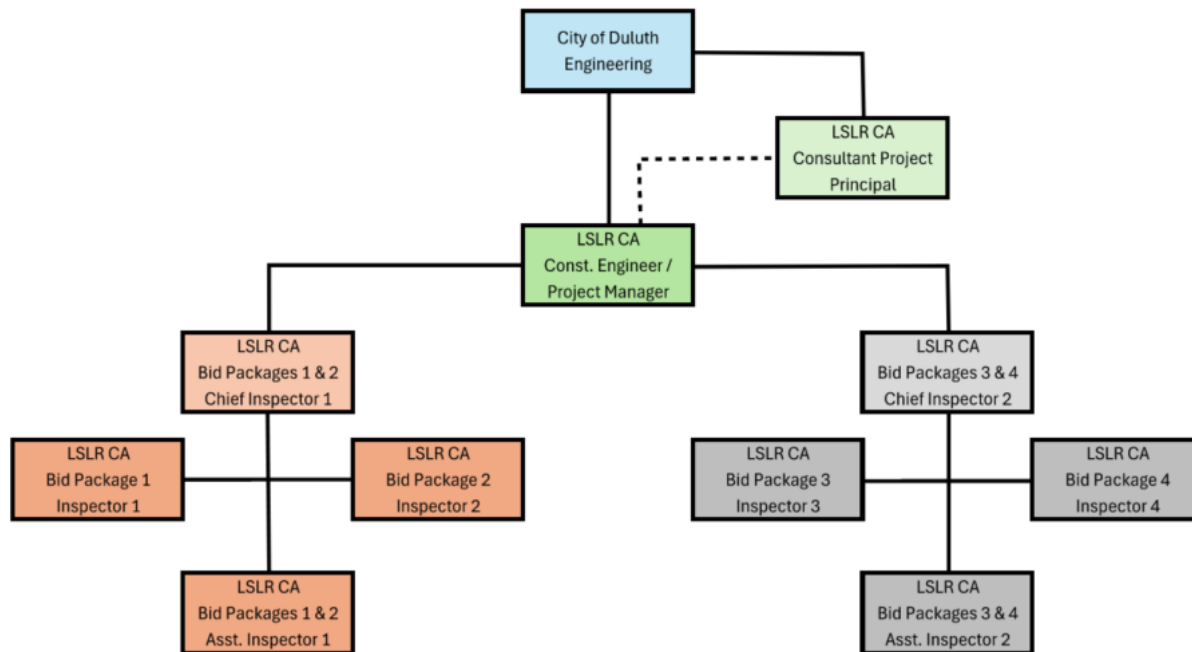 City of Duluth
Engineering
LSLR CA
Consultant Project
Principal
LSLR CA
Const. Engineer /
Project Manager
LSLR CA
Bid Packages 1 & 2
Chief Inspector 1
LSLR CA
Bid Packages 3 & 4
Chief Inspector 2
LSLR CA
Bid Package 1
Inspector 1
LSLR CA
Bid Package 2
Inspector 2
LSLR CA
Bid Package 3
Inspector 3
LSLR CA
Bid Package 4
Inspector 4
LSLR CA
Bid Packages 1 & 2
Asst. Inspector 1
LSLR CA
Bid Packages 3 & 4
Asst. Inspector 2